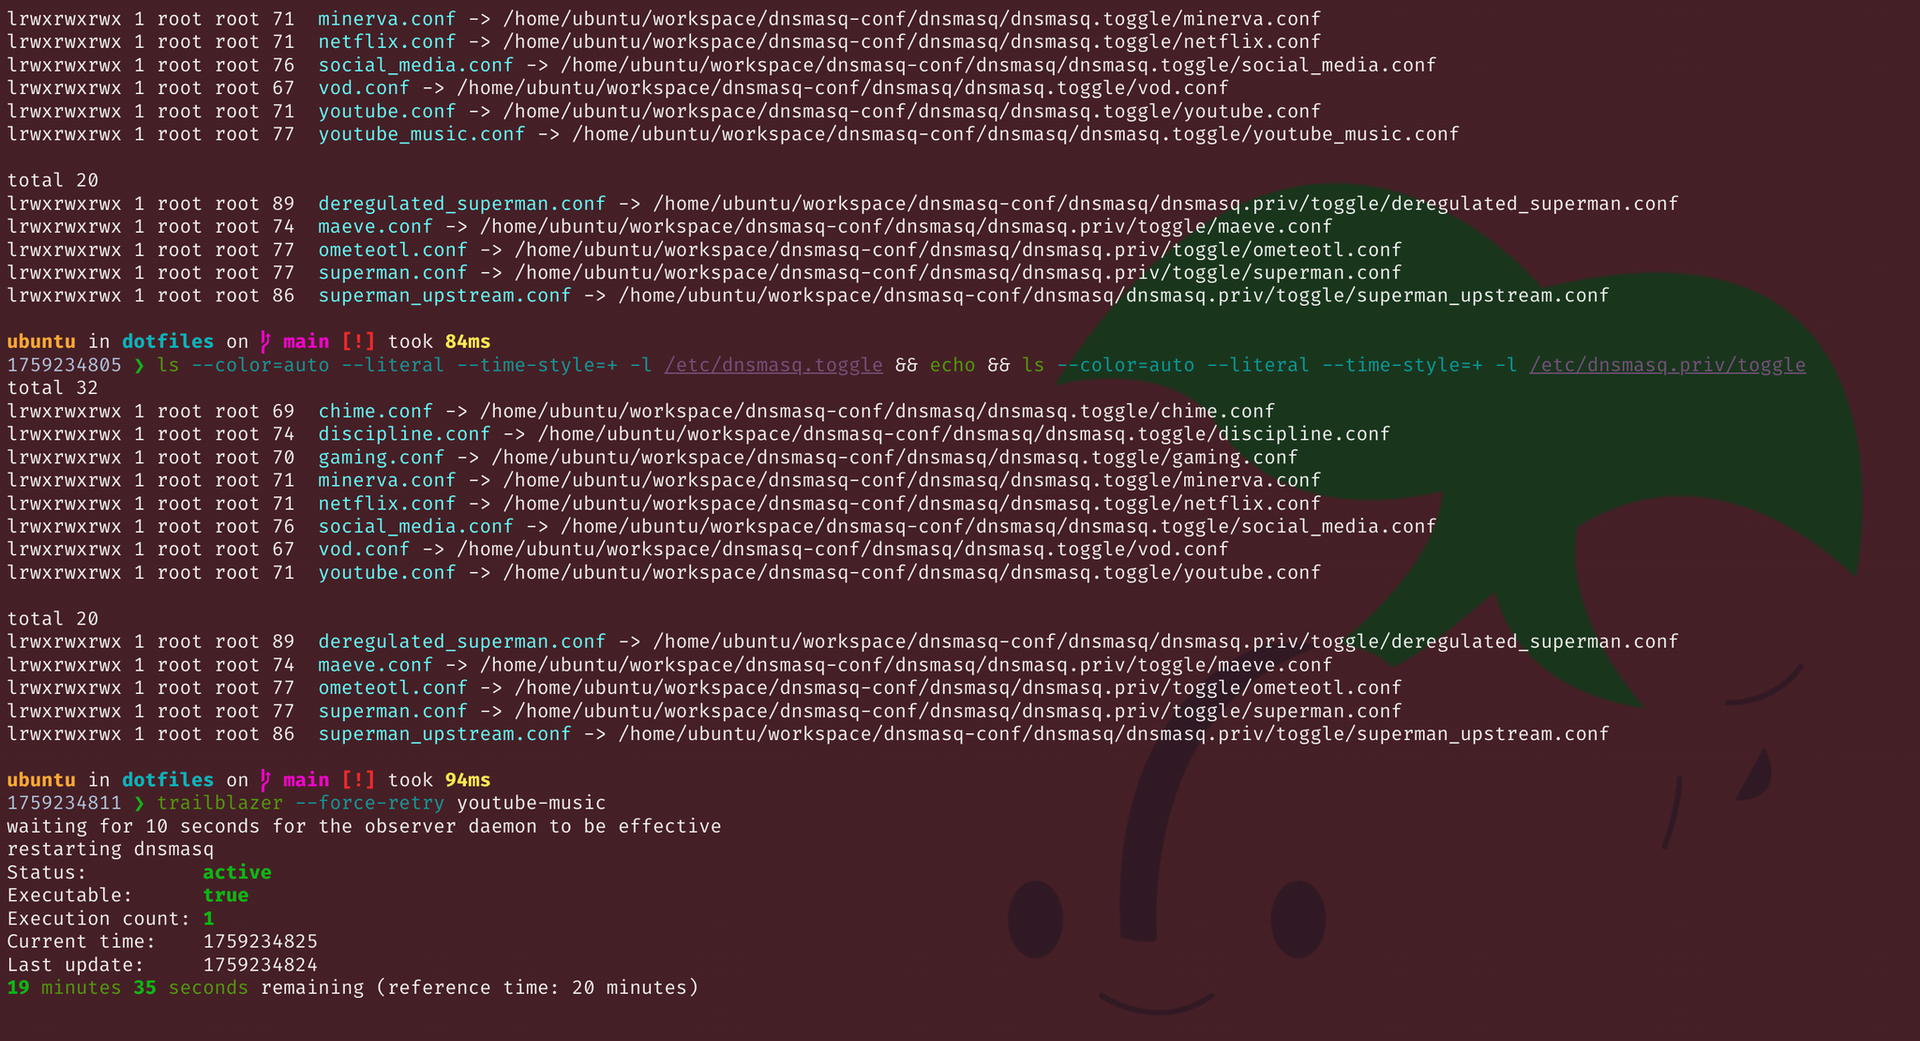 lrwxrwxrwx 1 root root 71  minerva.conf -> /home/ubuntu/workspace/dnsmasq-conf/dnsmasq/dnsmasq.toggle/minerva.conf
lrwxrwxrwx 1 root root 71  netflix.conf -> /home/ubuntu/workspace/dnsmasq-conf/dnsmasq/dnsmasq.toggle/netflix.conf
lrwxrwxrwx 1 root root 76  social_media.conf -> /home/ubuntu/workspace/dnsmasq-conf/dnsmasq/dnsmasq.toggle/social_media.conf
lrwxrwxrwx 1 root root 67  vod.conf -> /home/ubuntu/workspace/dnsmasq-conf/dnsmasq/dnsmasq.toggle/vod.conf
lrwxrwxrwx 1 root root 71  youtube.conf -> /home/ubuntu/workspace/dnsmasq-conf/dnsmasq/dnsmasq.toggle/youtube.conf
lrwxrwxrwx 1 root root 77  youtube_music.conf -> /home/ubuntu/workspace/dnsmasq-conf/dnsmasq/dnsmasq.toggle/youtube_music.conf

total 20
lrwxrwxrwx 1 root root 89  deregulated_superman.conf -> /home/ubuntu/workspace/dnsmasq-conf/dnsmasq/dnsmasq.priv/toggle/deregulated_superman.conf
lrwxrwxrwx 1 root root 74  maeve.conf -> /home/ubuntu/workspace/dnsmasq-conf/dnsmasq/dnsmasq.priv/toggle/maeve.conf
lrwxrwxrwx 1 root root 77  ometeotl.conf -> /home/ubuntu/workspace/dnsmasq-conf/dnsmasq/dnsmasq.priv/toggle/ometeotl.conf
lrwxrwxrwx 1 root root 77  superman.conf -> /home/ubuntu/workspace/dnsmasq-conf/dnsmasq/dnsmasq.priv/toggle/superman.conf
lrwxrwxrwx 1 root root 86  superman_upstream.conf -> /home/ubuntu/workspace/dnsmasq-conf/dnsmasq/dnsmasq.priv/toggle/superman_upstream.conf

ubuntu in dotfiles on main [!] took 84ms
1759234805 ❯ ls --color=auto --literal --time-style=+ -l /etc/dnsmasq.toggle && echo && ls --color=auto --literal --time-style=+ -l /etc/dnsmasq.priv/toggle
total 32
lrwxrwxrwx 1 root root 69  chime.conf -> /home/ubuntu/workspace/dnsmasq-conf/dnsmasq/dnsmasq.toggle/chime.conf
lrwxrwxrwx 1 root root 74  discipline.conf -> /home/ubuntu/workspace/dnsmasq-conf/dnsmasq/dnsmasq.toggle/discipline.conf
lrwxrwxrwx 1 root root 70  gaming.conf -> /home/ubuntu/workspace/dnsmasq-conf/dnsmasq/dnsmasq.toggle/gaming.conf
lrwxrwxrwx 1 root root 71  minerva.conf -> /home/ubuntu/workspace/dnsmasq-conf/dnsmasq/dnsmasq.toggle/minerva.conf
lrwxrwxrwx 1 root root 71  netflix.conf -> /home/ubuntu/workspace/dnsmasq-conf/dnsmasq/dnsmasq.toggle/netflix.conf
lrwxrwxrwx 1 root root 76  social_media.conf -> /home/ubuntu/workspace/dnsmasq-conf/dnsmasq/dnsmasq.toggle/social_media.conf
lrwxrwxrwx 1 root root 67  vod.conf -> /home/ubuntu/workspace/dnsmasq-conf/dnsmasq/dnsmasq.toggle/vod.conf
lrwxrwxrwx 1 root root 71  youtube.conf -> /home/ubuntu/workspace/dnsmasq-conf/dnsmasq/dnsmasq.toggle/youtube.conf

total 20
lrwxrwxrwx 1 root root 89  deregulated_superman.conf -> /home/ubuntu/workspace/dnsmasq-conf/dnsmasq/dnsmasq.priv/toggle/deregulated_superman.conf
lrwxrwxrwx 1 root root 74  maeve.conf -> /home/ubuntu/workspace/dnsmasq-conf/dnsmasq/dnsmasq.priv/toggle/maeve.conf
lrwxrwxrwx 1 root root 77  ometeotl.conf -> /home/ubuntu/workspace/dnsmasq-conf/dnsmasq/dnsmasq.priv/toggle/ometeotl.conf
lrwxrwxrwx 1 root root 77  superman.conf -> /home/ubuntu/workspace/dnsmasq-conf/dnsmasq/dnsmasq.priv/toggle/superman.conf
lrwxrwxrwx 1 root root 86  superman_upstream.conf -> /home/ubuntu/workspace/dnsmasq-conf/dnsmasq/dnsmasq.priv/toggle/superman_upstream.conf

ubuntu in dotfiles on main [!] took 94ms
1759234811 ❯ trailblazer --force-retry youtube-music
waiting for 10 seconds for the observer daemon to be effective
restarting dnsmasq
Status:          active
Executable:      true
Execution count: 1
Current time:    1759234825
Last update:     1759234824
19 minutes 35 seconds remaining (reference time: 20 minutes)